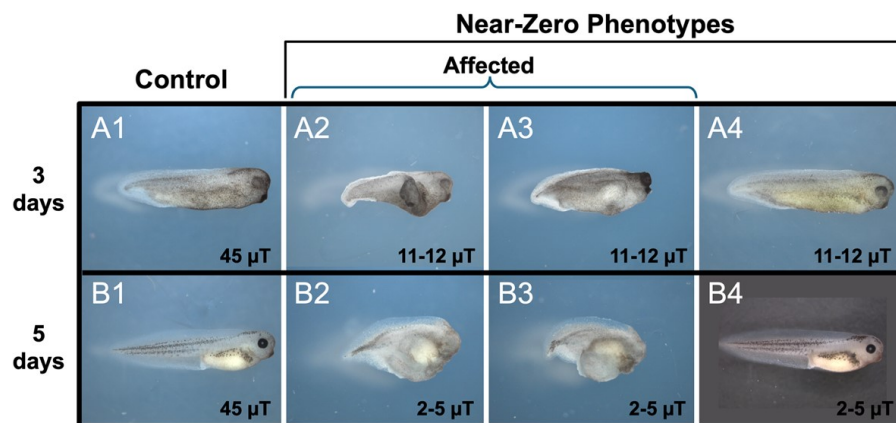 Near-Zero Phenotypes
Control
Affected
3
days
A1
A2
A3
A4
45 µT
11-12 µT
11-12 µT
11-12 µT
5
days
B1
B2
B3
B4
45 µT
2-5 µT
2-5 µT
2-5 µT